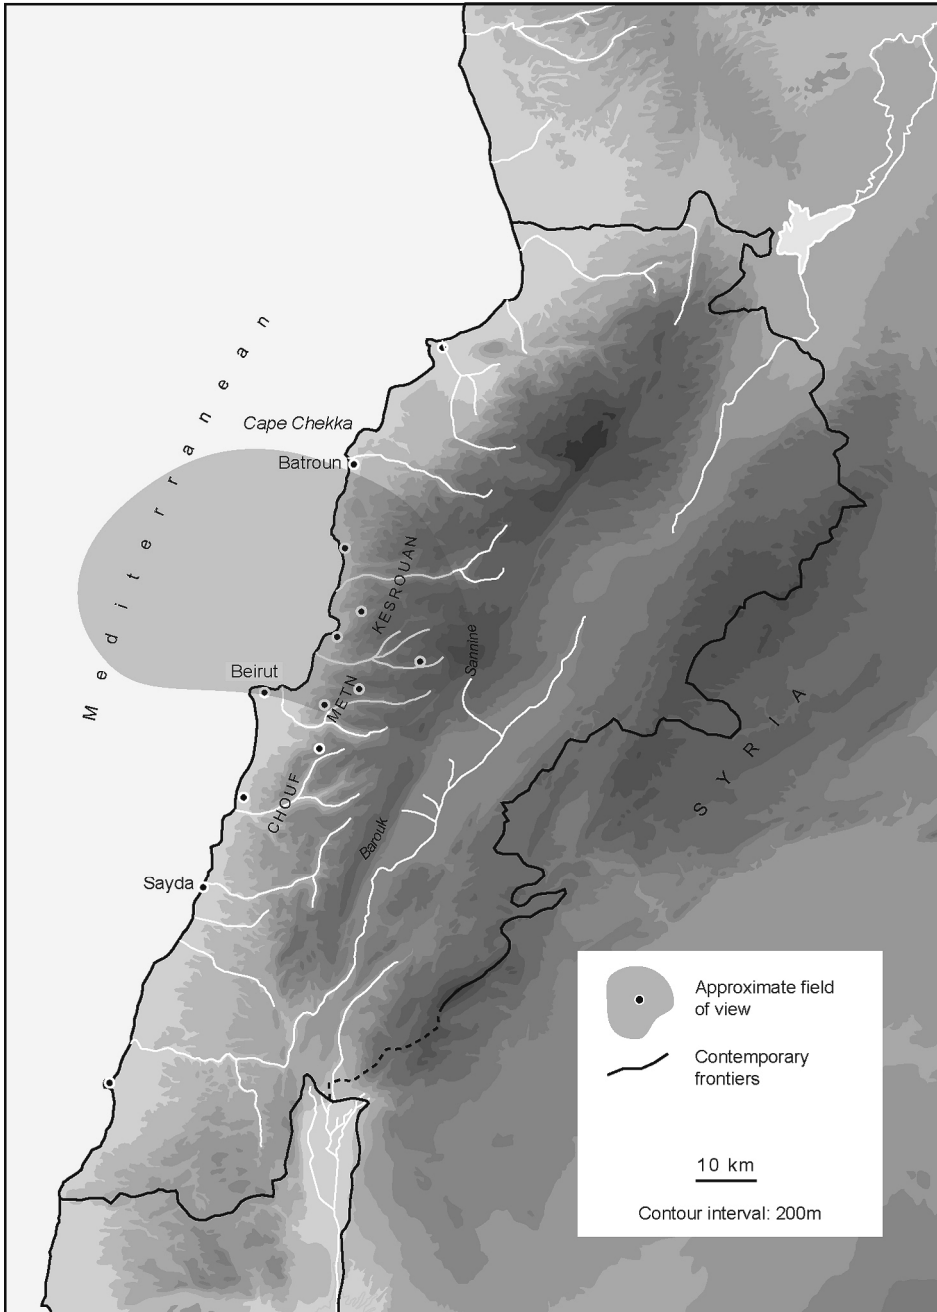 Mediterranean
Cape Chekka
Batroun
KESROUAN
Sannine
Beirut
METN
SYRIA
CHOUF
Barouk
Sayda
Approximate field
of view
Contemporary
frontiers
10 km
Contour interval: 200m